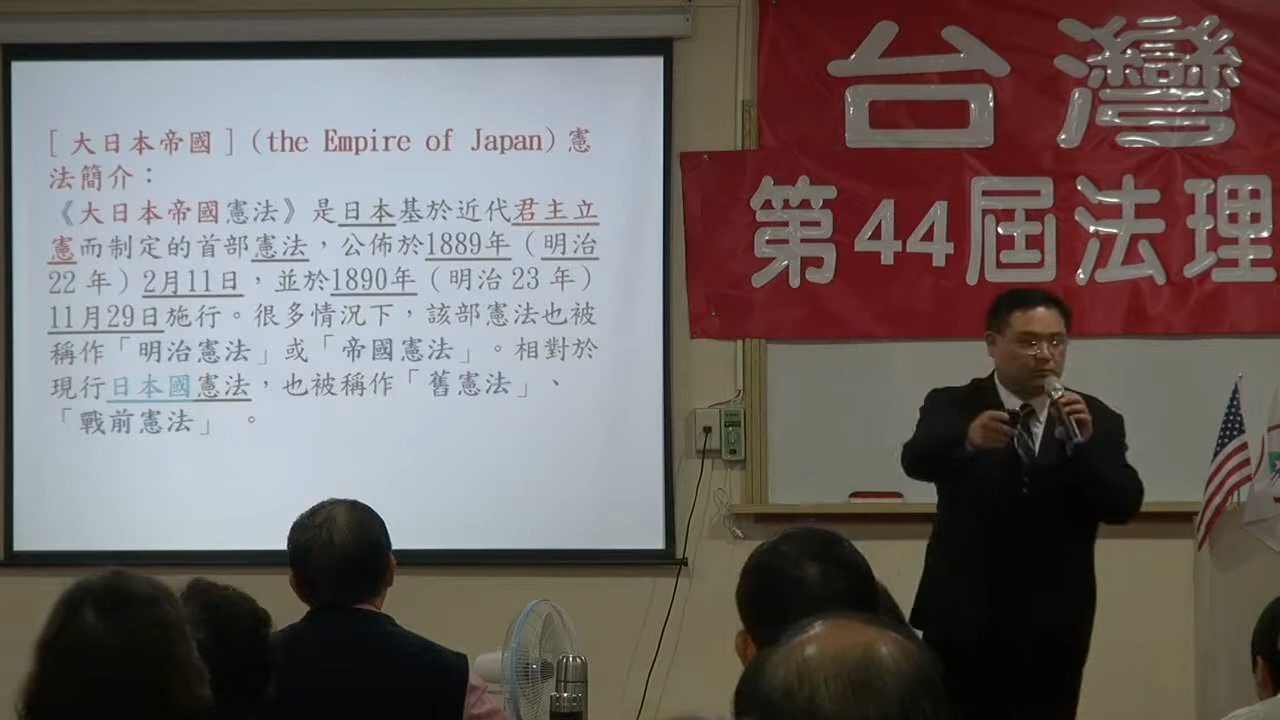 [ 大日本帝國 ] (the Empire of Japan) 憲
法簡介：
《大日本帝國憲法》是日本基於近代君主立
憲而制定的首部憲法，公佈於1889年（明治
22 年）2月11日，並於1890年（明治 23 年）
11月29日施行。很多情況下，該部憲法也被
稱作「明治憲法」或「帝國憲法」。相對於
現行日本國憲法，也被稱作「舊憲法」、
「戰前憲法」 。
台灣
第44屆法理